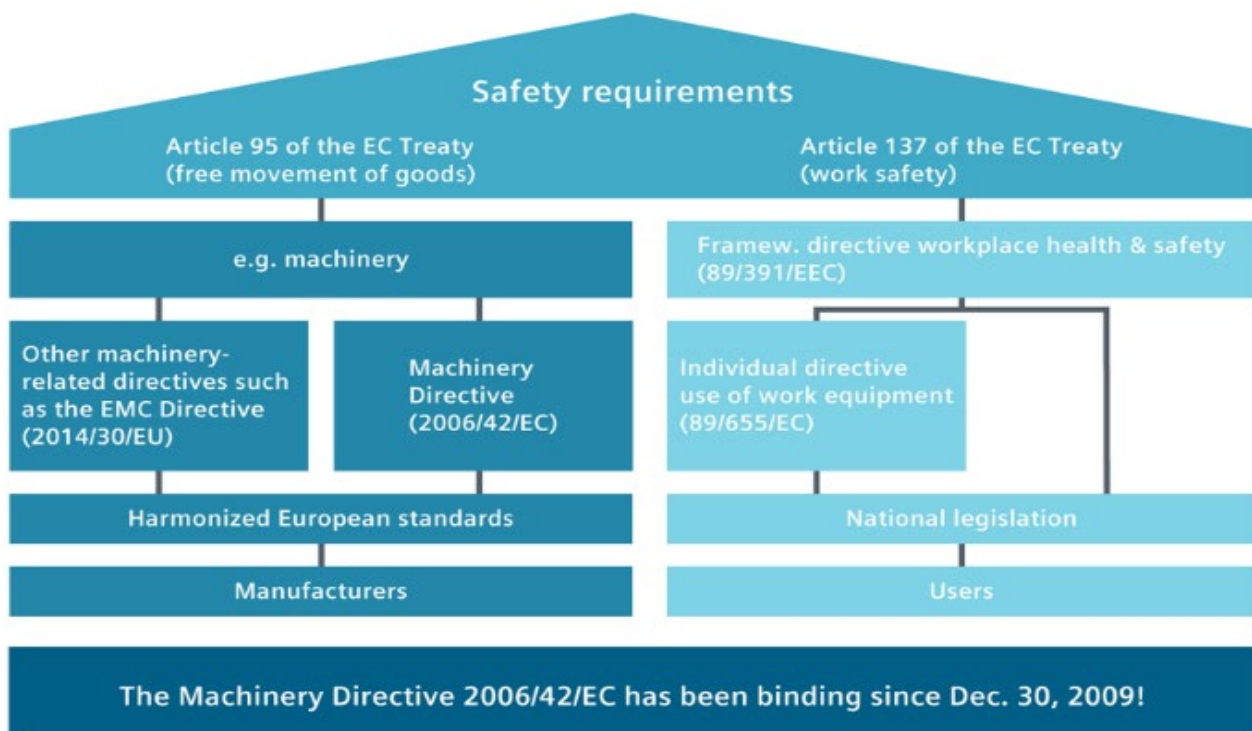 Safety requirements
Article 95 of the EC Treaty
(free movement of goods)
Article 137 of the EC Treaty
(work safety)
e.g. machinery
Framew. directive workplace health & safety
(89/391/EEC)
Other machinery-
related directives such
as the EMC Directive
(2014/30/EU)
Machinery
Directive
(2006/42/EC)
Individual directive
use of work equipment
(89/655/EC)
Harmonized European standards
National legislation
Manufacturers
Users
The Machinery Directive 2006/42/EC has been binding since Dec. 30, 2009!